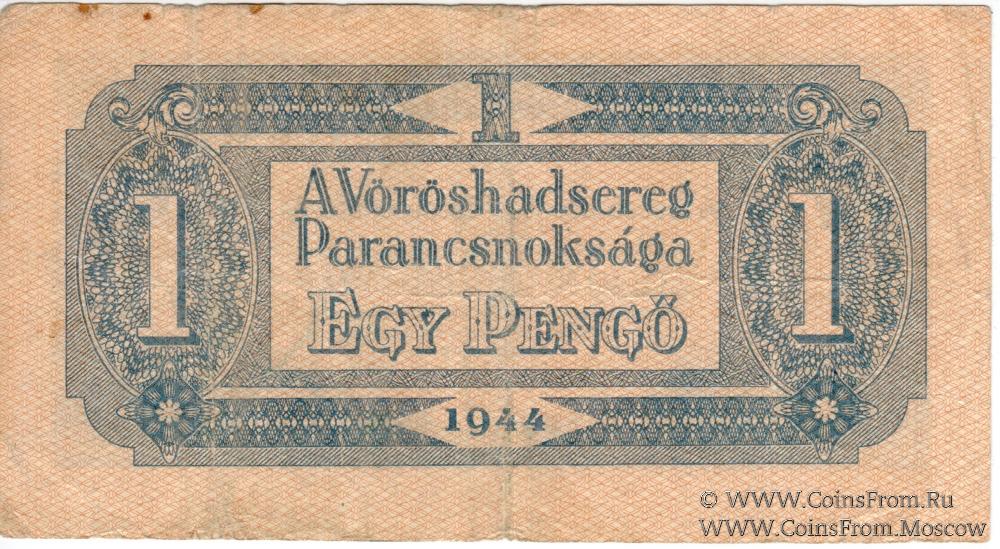 1
A Vöröshadsereg
Parancsnoksága
1 1
EGY PENGŐ
1944
© WWW.CoinsFrom.Ru
WWW.CoinsFrom.Moscow